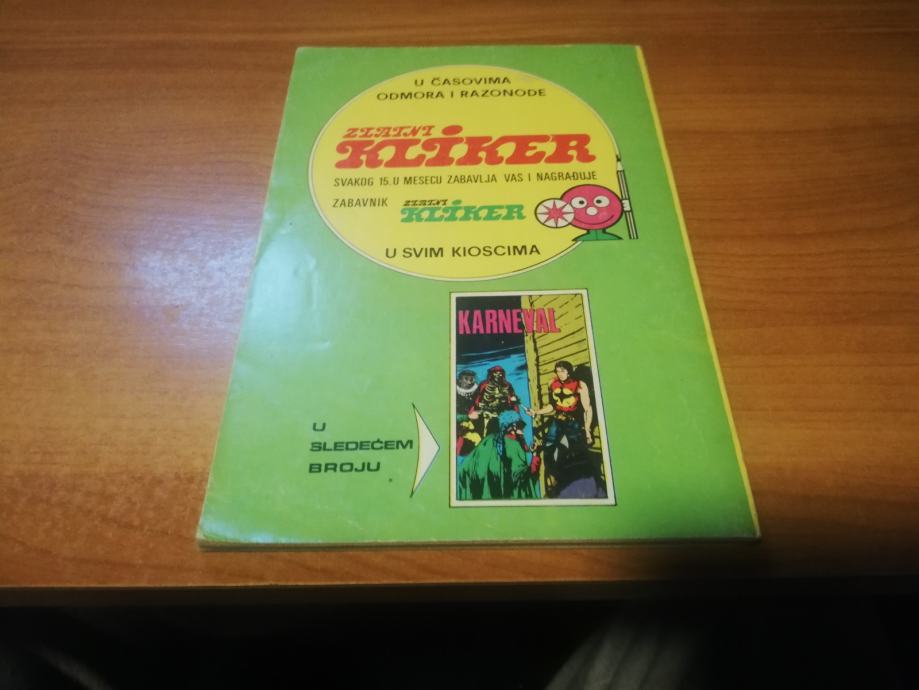 U ČASOVIMA
ODMORA I RAZONODE
ZLATNI
KLIKER
SVAKOG 15. U MESECU ZABAVLJA VAS I NAGRAĐUJE
ZABAVNIK ZLATNI KLIKER
U SVIM KIOSCIMA
KARNEVAL
U
SLEDEĆEM
BROJU